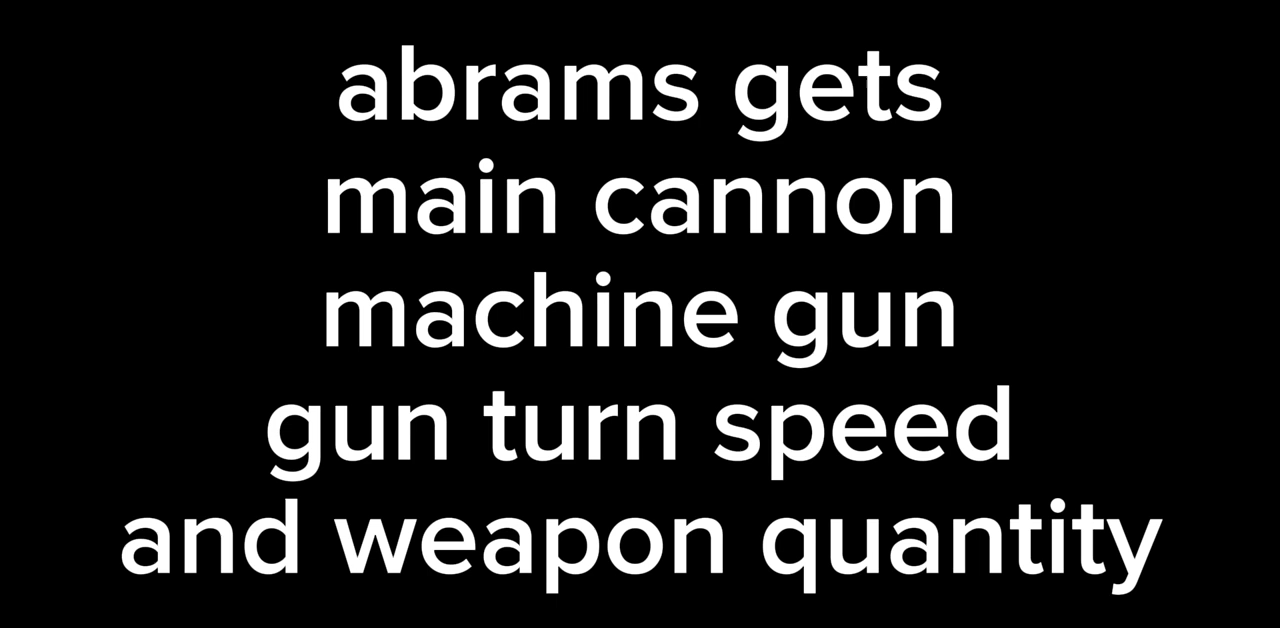 abrams gets
main cannon
machine gun
gun turn speed
and weapon quantity